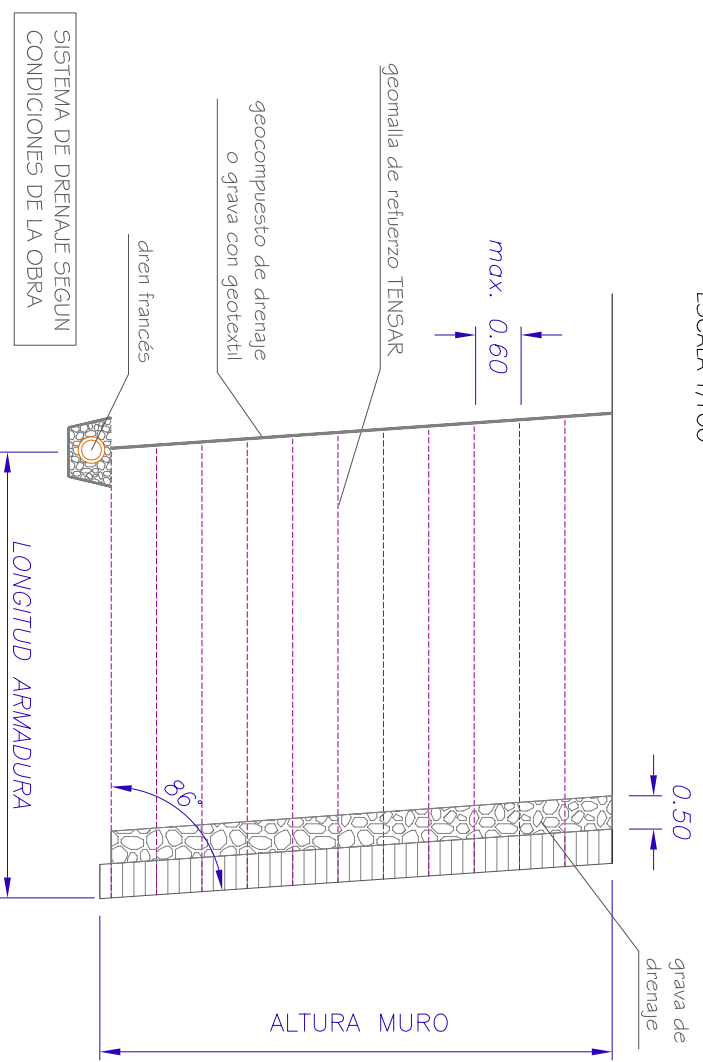 max. 0.60
0.50
geomalla de refuerzo TENSAR
grava de
drenaje
geocompuesto de drenaje
o grava con geotextil
86°
ALTURA MURO
dren francés
SISTEMA DE DRENAJE SEGUN
CONDICIONES DE LA OBRA
LONGITUD ARMADURA